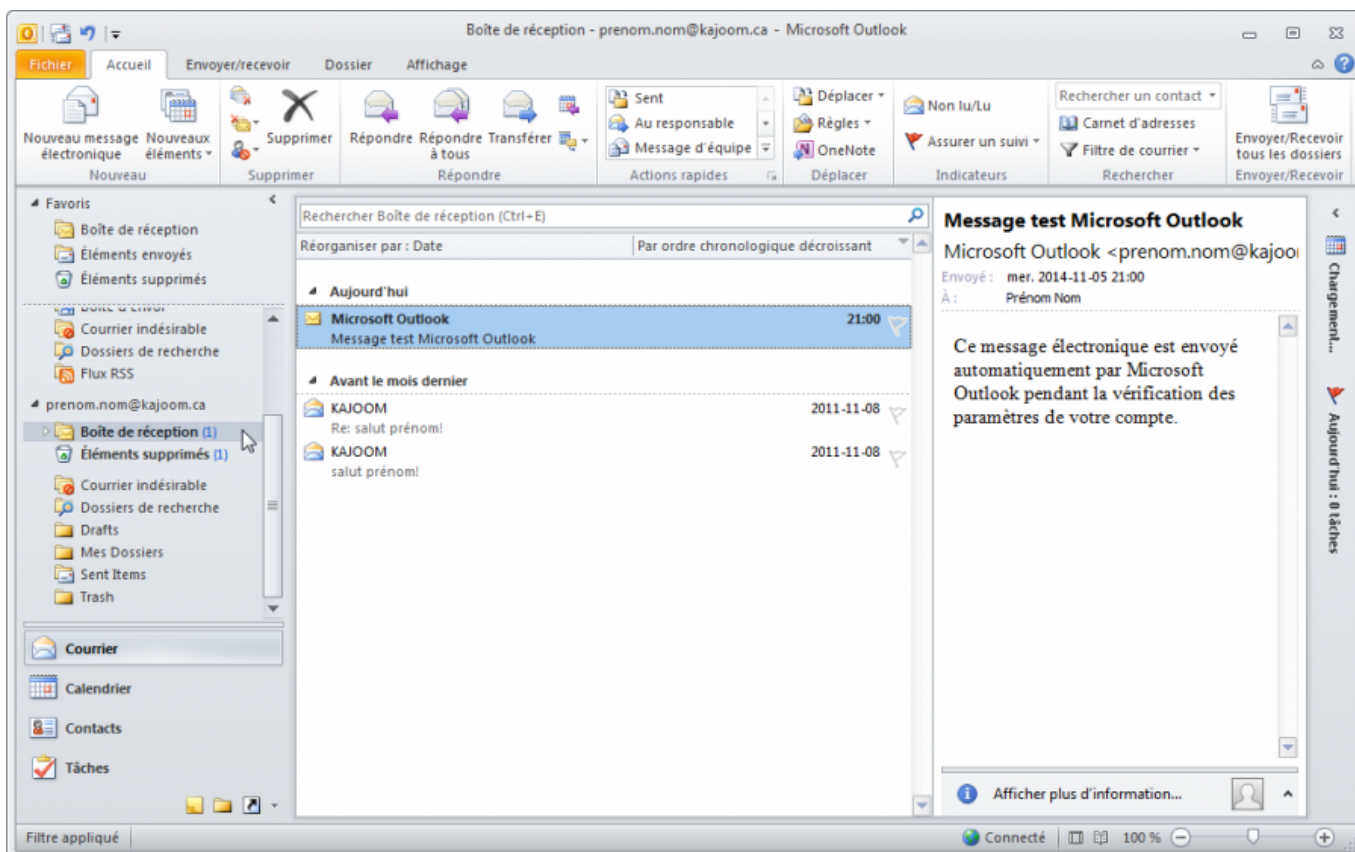 Boîte de réception - prenom.nom@kajoom.ca - Microsoft Outlook
Fichier Accueil Envoyer/recevoir Dossier Affichage
Nouveau message électronique
Nouveaux éléments
Nouveau
Supprimer
Supprimer
Répondre
Répondre à tous
Transférer
Répondre
Sent
Au responsable
Message d'équipe
Actions rapides
Déplacer
Règles
OneNote
Déplacer
Non lu/Lu
Assurer un suivi
Indicateurs
Rechercher un contact
Carnet d'adresses
Filtre de courrier
Rechercher
Envoyer/Recevoir
tous les dossiers
Envoyer/Recevoir
Favoris
Boîte de réception
Éléments envoyés
Éléments supprimés
Courrier indésirable
Dossiers de recherche
Flux RSS
prenom.nom@kajoom.ca
Boîte de réception (1)
Éléments supprimés (1)
Courrier indésirable
Dossiers de recherche
Drafts
Mes Dossiers
Sent Items
Trash
Courrier
Calendrier
Contacts
Tâches
Rechercher Boîte de réception (Ctrl+E)
Réorganiser par : Date Par ordre chronologique décroissant
Aujourd'hui
Microsoft Outlook 21:00
Message test Microsoft Outlook
Avant le mois dernier
KAJOOM 2011-11-08
Re: salut prénom!
KAJOOM 2011-11-08
salut prénom!
Message test Microsoft Outlook
Microsoft Outlook <prenom.nom@kajoo
Envoyé : mer. 2014-11-05 21:00
À : Prénom Nom
Ce message électronique est envoyé
automatiquement par Microsoft
Outlook pendant la vérification des
paramètres de votre compte.
Afficher plus d'information...
Chargement...
Aujourd'hui : 0 tâches
Filtre appliqué
Connecté 100 %